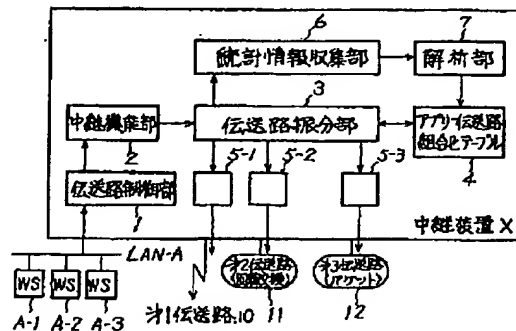 6
統計情報収集部
7
解析部
3
中継機能部
2
伝送路振分部
アプリ-伝送路
組合せテーブル
4
5-1
5-2
5-3
伝送路制御部
1
中継装置X
LAN-A
WS
WS
WS
A-1
A-2
A-3
第1伝送路,10
第2伝送路
(回線交換)
11
第3伝送路
(パケット)
12